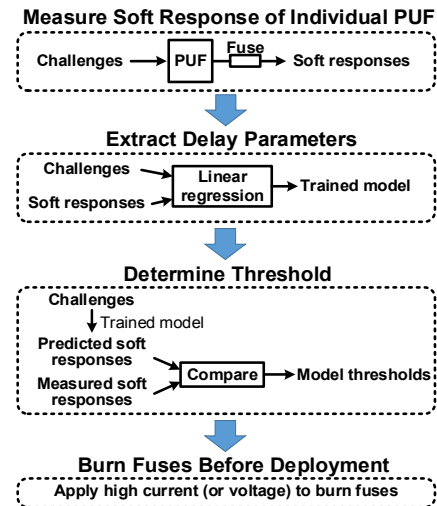 Measure Soft Response of Individual PUF
Challenges
PUF
Fuse
Soft responses
Extract Delay Parameters
Challenges
Soft responses
Linear
regression
Trained model
Determine Threshold
Challenges
Trained model
Predicted soft
responses
Measured soft
responses
Compare
Model thresholds
Burn Fuses Before Deployment
Apply high current (or voltage) to burn fuses